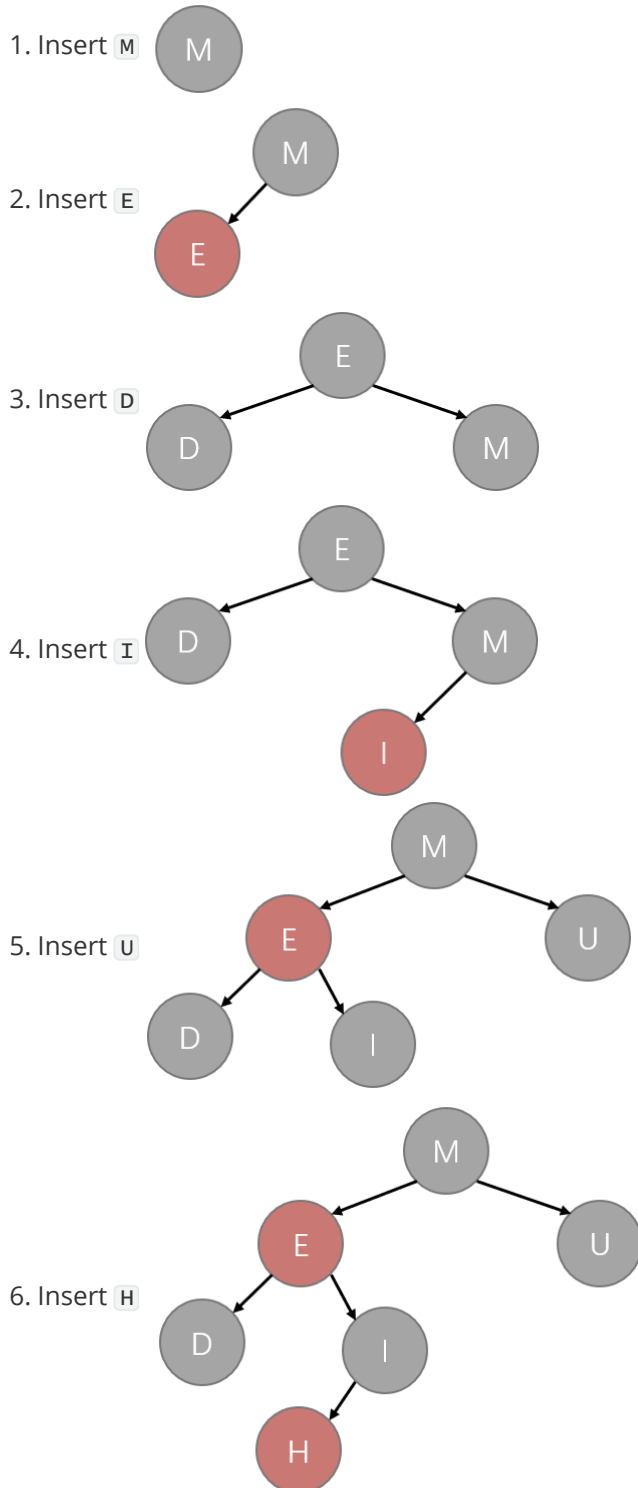 1. Insert M
M
M
2. Insert E
E
E
3. Insert D
D
M
E
D
M
4. Insert I
I
M
E
U
5. Insert U
D
I
M
E
U
6. Insert H
D
I
H